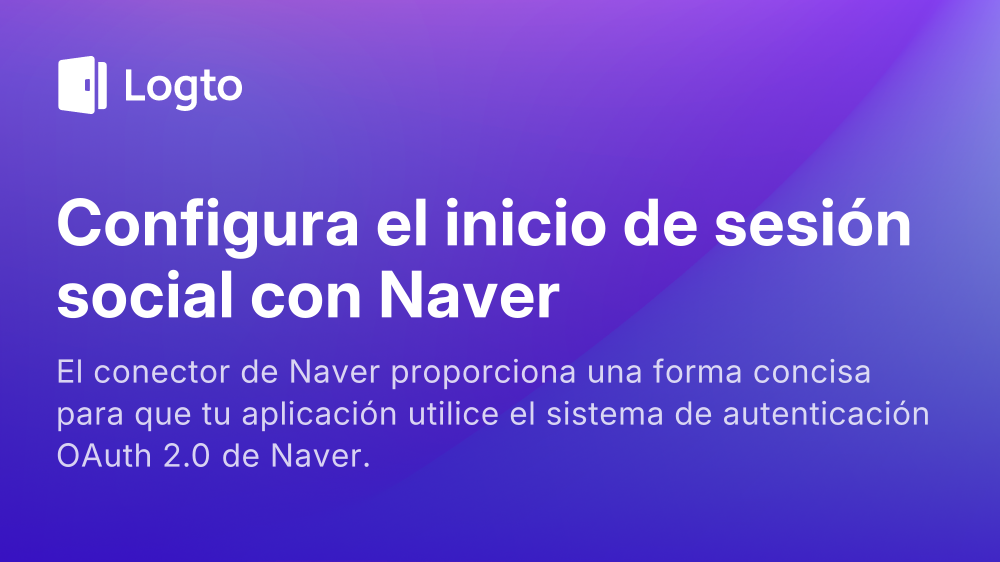 Logto
Configura el inicio de sesión
social con Naver
El conector de Naver proporciona una forma concisa
para que tu aplicación utilice el sistema de autenticación
OAuth 2.0 de Naver.